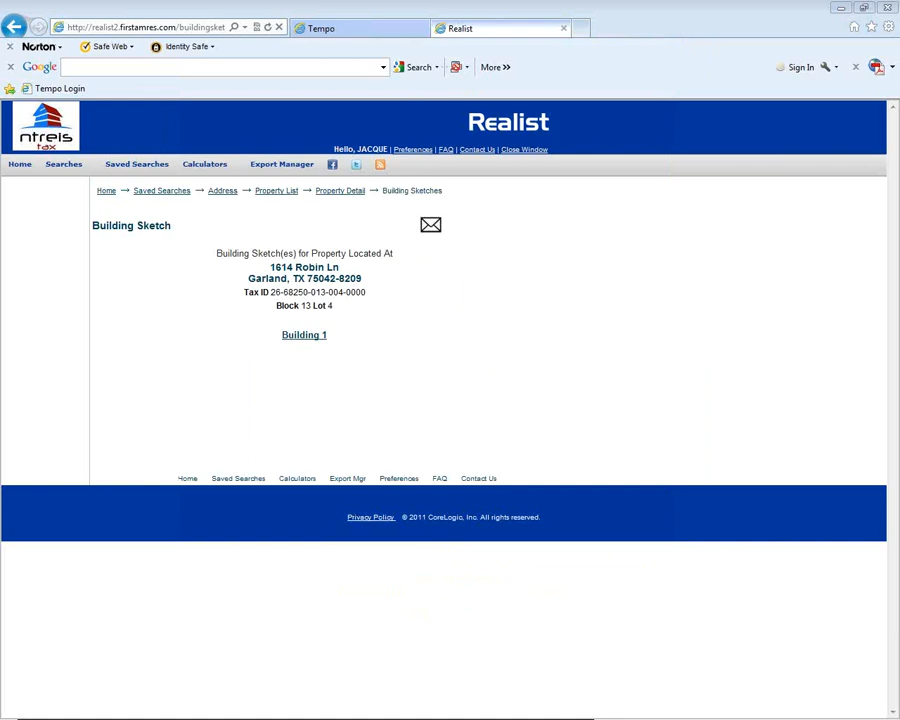 http://realist2.firstamres.com/buildingsket
Tempo
Realist
Norton
Safe Web
Identity Safe
Google
Search
More »
Sign In
Tempo Login
ntreis
tax
Realist
Hello, JACQUE | Preferences | FAQ | Contact Us | Close Window
Home Searches Saved Searches Calculators Export Manager
Home → Saved Searches → Address → Property List → Property Detail → Building Sketches
Building Sketch
Building Sketch(es) for Property Located At
1614 Robin Ln
Garland, TX 75042-8209
Tax ID 26-68250-013-004-0000
Block 13 Lot 4
Building 1
Home Saved Searches Calculators Export Mgr Preferences FAQ Contact Us
Privacy Policy © 2011 CoreLogic, Inc. All rights reserved.